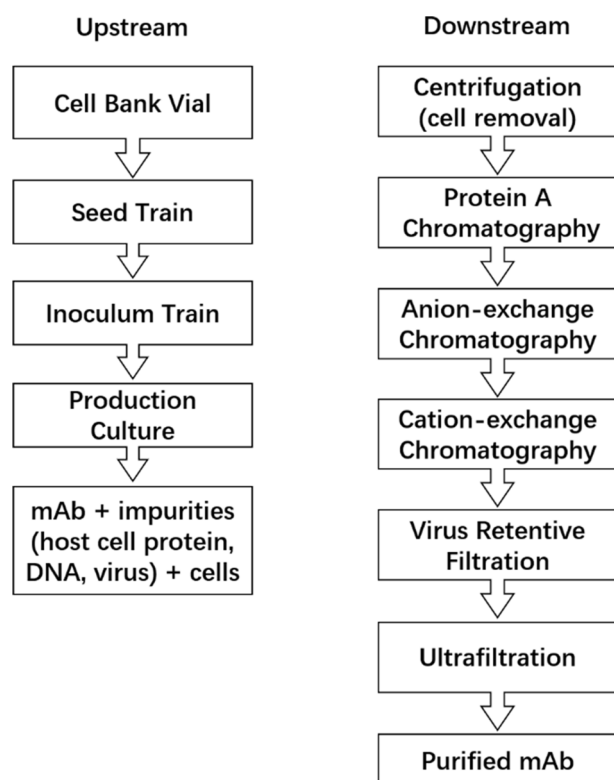 Upstream
Cell Bank Vial
Seed Train
Inoculum Train
Production
Culture
mAb + impurities
(host cell protein,
DNA, virus) + cells
Downstream
Centrifugation
(cell removal)
Protein A
Chromatography
Anion-exchange
Chromatography
Cation-exchange
Chromatography
Virus Retentive
Filtration
Ultrafiltration
Purified mAb